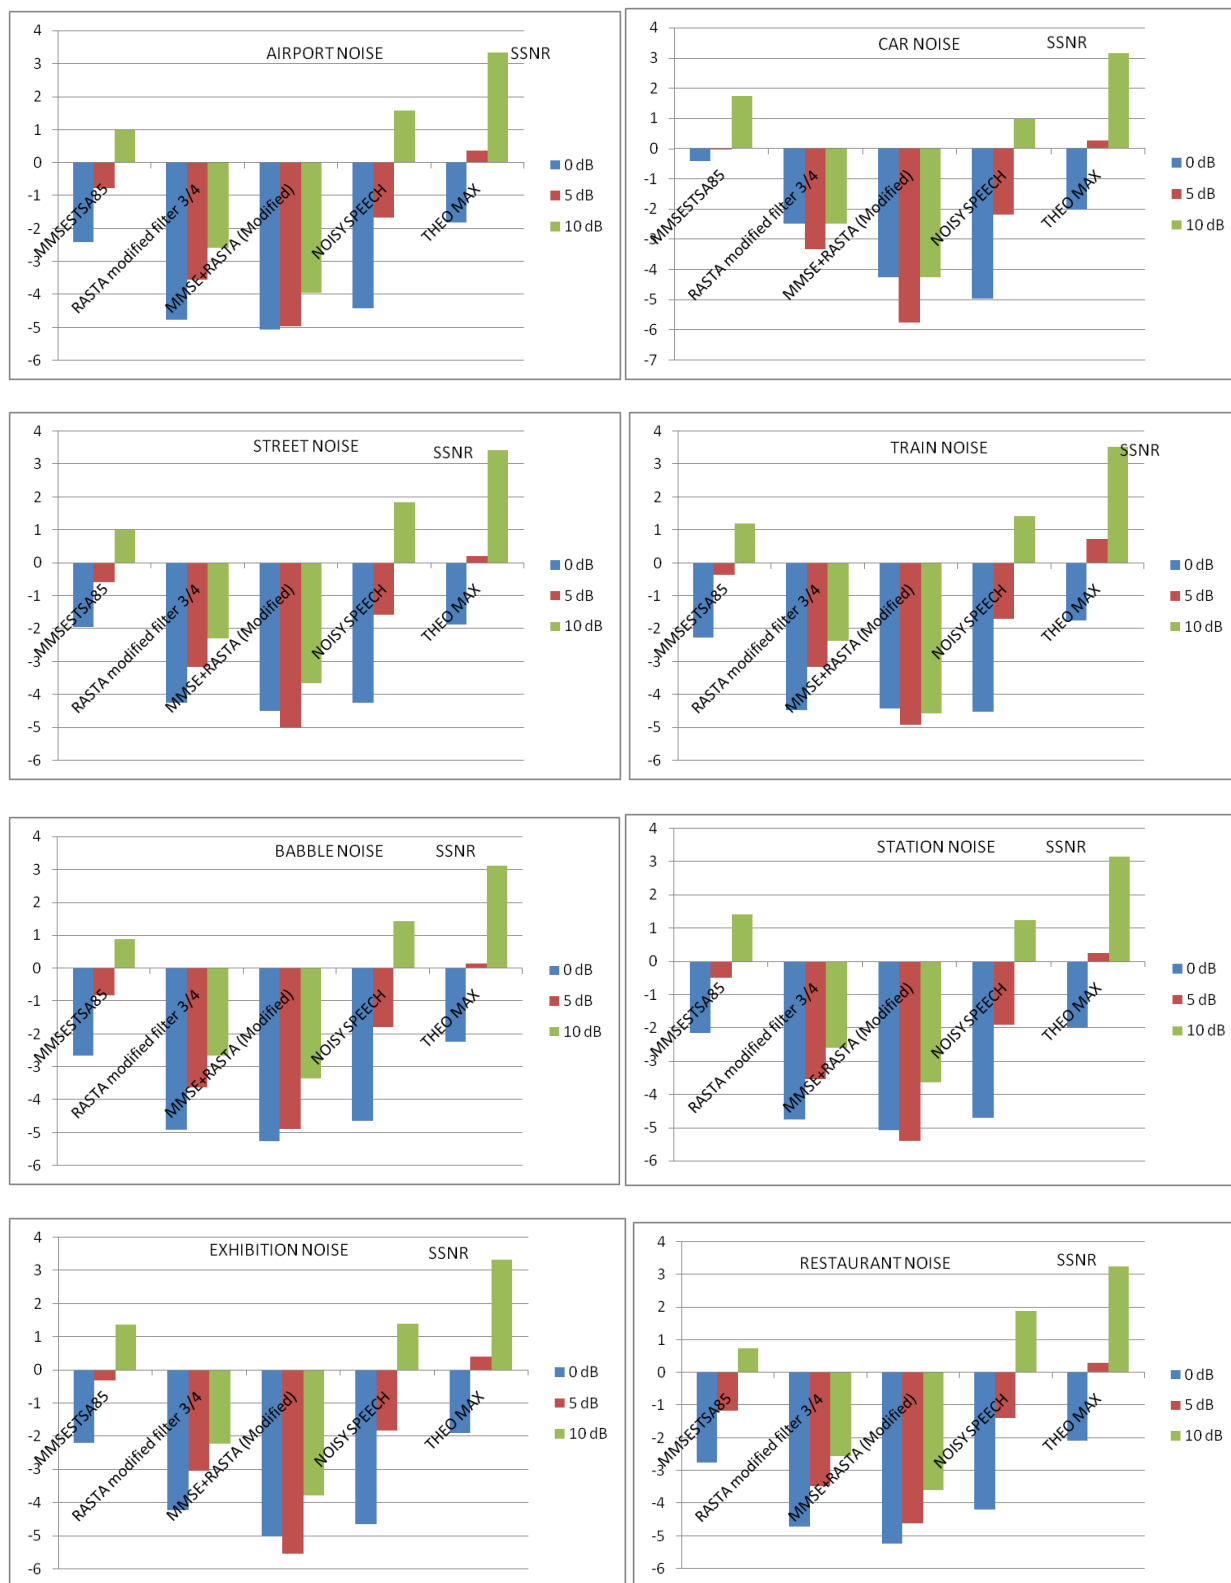 AIRPORT NOISE SSNR
4
3
2
1
0
-1
-2
-3
-4
-5
-6
MMSESTSA85
RASTA modified filter 3/4
MMSE+RASTA (Modified)
NOISY SPEECH
THEO MAX
0 dB
5 dB
10 dB
CAR NOISE SSNR
4
3
2
1
0
-1
-2
-3
-4
-5
-6
-7
MMSESTSA85
RASTA modified filter 3/4
MMSE+RASTA (Modified)
NOISY SPEECH
THEO MAX
0 dB
5 dB
10 dB
STREET NOISE SSNR
4
3
2
1
0
-1
-2
-3
-4
-5
-6
MMSESTSA85
RASTA modified filter 3/4
MMSE+RASTA (Modified)
NOISY SPEECH
THEO MAX
0 dB
5 dB
10 dB
TRAIN NOISE SSNR
4
3
2
1
0
-1
-2
-3
-4
-5
-6
MMSESTSA85
RASTA modified filter 3/4
MMSE+RASTA (Modified)
NOISY SPEECH
THEO MAX
0 dB
5 dB
10 dB
BABBLE NOISE SSNR
4
3
2
1
0
-1
-2
-3
-4
-5
-6
MMSESTSA85
RASTA modified filter 3/4
MMSE+RASTA (Modified)
NOISY SPEECH
THEO MAX
0 dB
5 dB
10 dB
STATION NOISE SSNR
4
3
2
1
0
-1
-2
-3
-4
-5
-6
MMSESTSA85
RASTA modified filter 3/4
MMSE+RASTA (Modified)
NOISY SPEECH
THEO MAX
0 dB
5 dB
10 dB
EXHIBITION NOISE SSNR
4
3
2
1
0
-1
-2
-3
-4
-5
-6
MMSESTSA85
RASTA modified filter 3/4
MMSE+RASTA (Modified)
NOISY SPEECH
THEO MAX
0 dB
5 dB
10 dB
RESTAURANT NOISE SSNR
4
3
2
1
0
-1
-2
-3
-4
-5
-6
MMSESTSA85
RASTA modified filter 3/4
MMSE+RASTA (Modified)
NOISY SPEECH
THEO MAX
0 dB
5 dB
10 dB